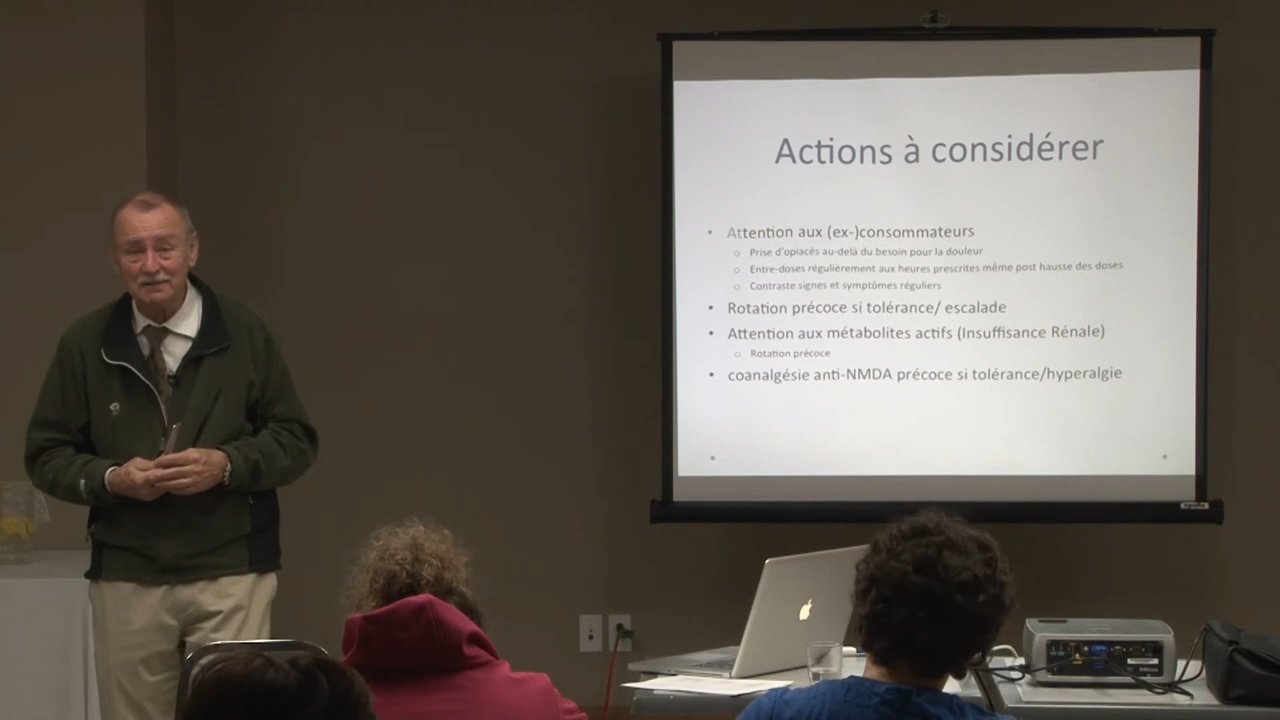 Actions à considérer
• Attention aux (ex-)consommateurs
o Prise d'opiacés au-delà du besoin pour la douleur
o Entre-doses régulièrement aux heures prescrites même post hausse des doses
o Contraste signes et symptômes réguliers
• Rotation précoce si tolérance/ escalade
• Attention aux métabolites actifs (Insuffisance Rénale)
o Rotation précoce
• coanalgésie anti-NMDA précoce si tolérance/hyperalgie